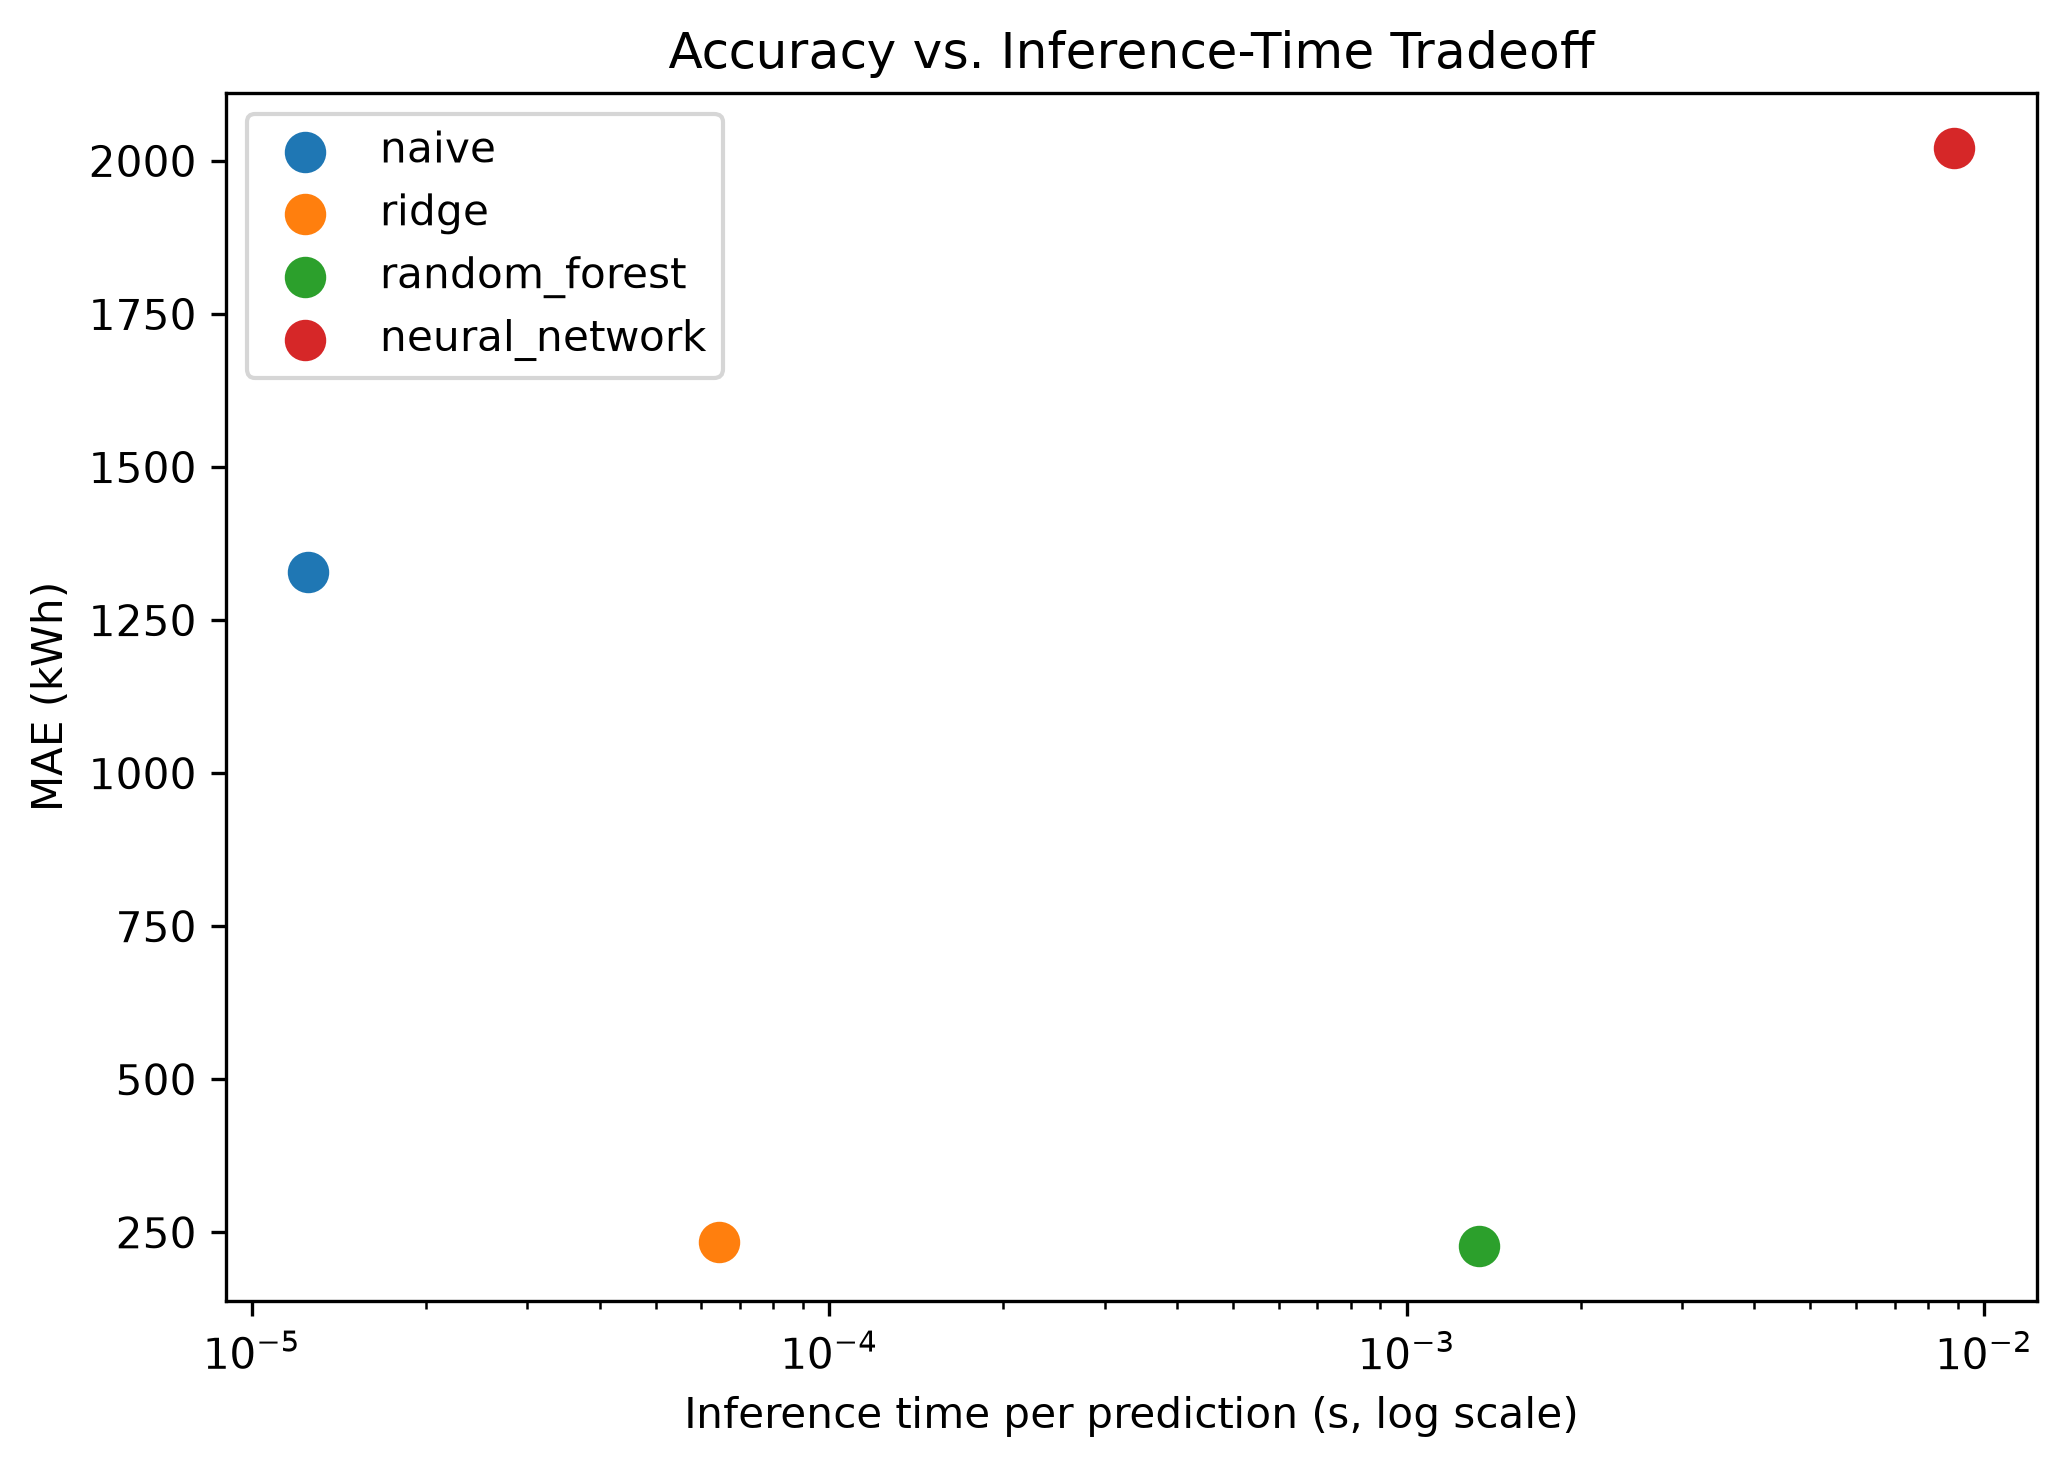 Accuracy vs. Inference-Time Tradeoff
naive
ridge
random_forest
neural_network
2000
1750
1500
1250
1000
750
500
250
MAE (kWh)
10⁻⁵ 10⁻⁴ 10⁻³ 10⁻²
Inference time per prediction (s, log scale)